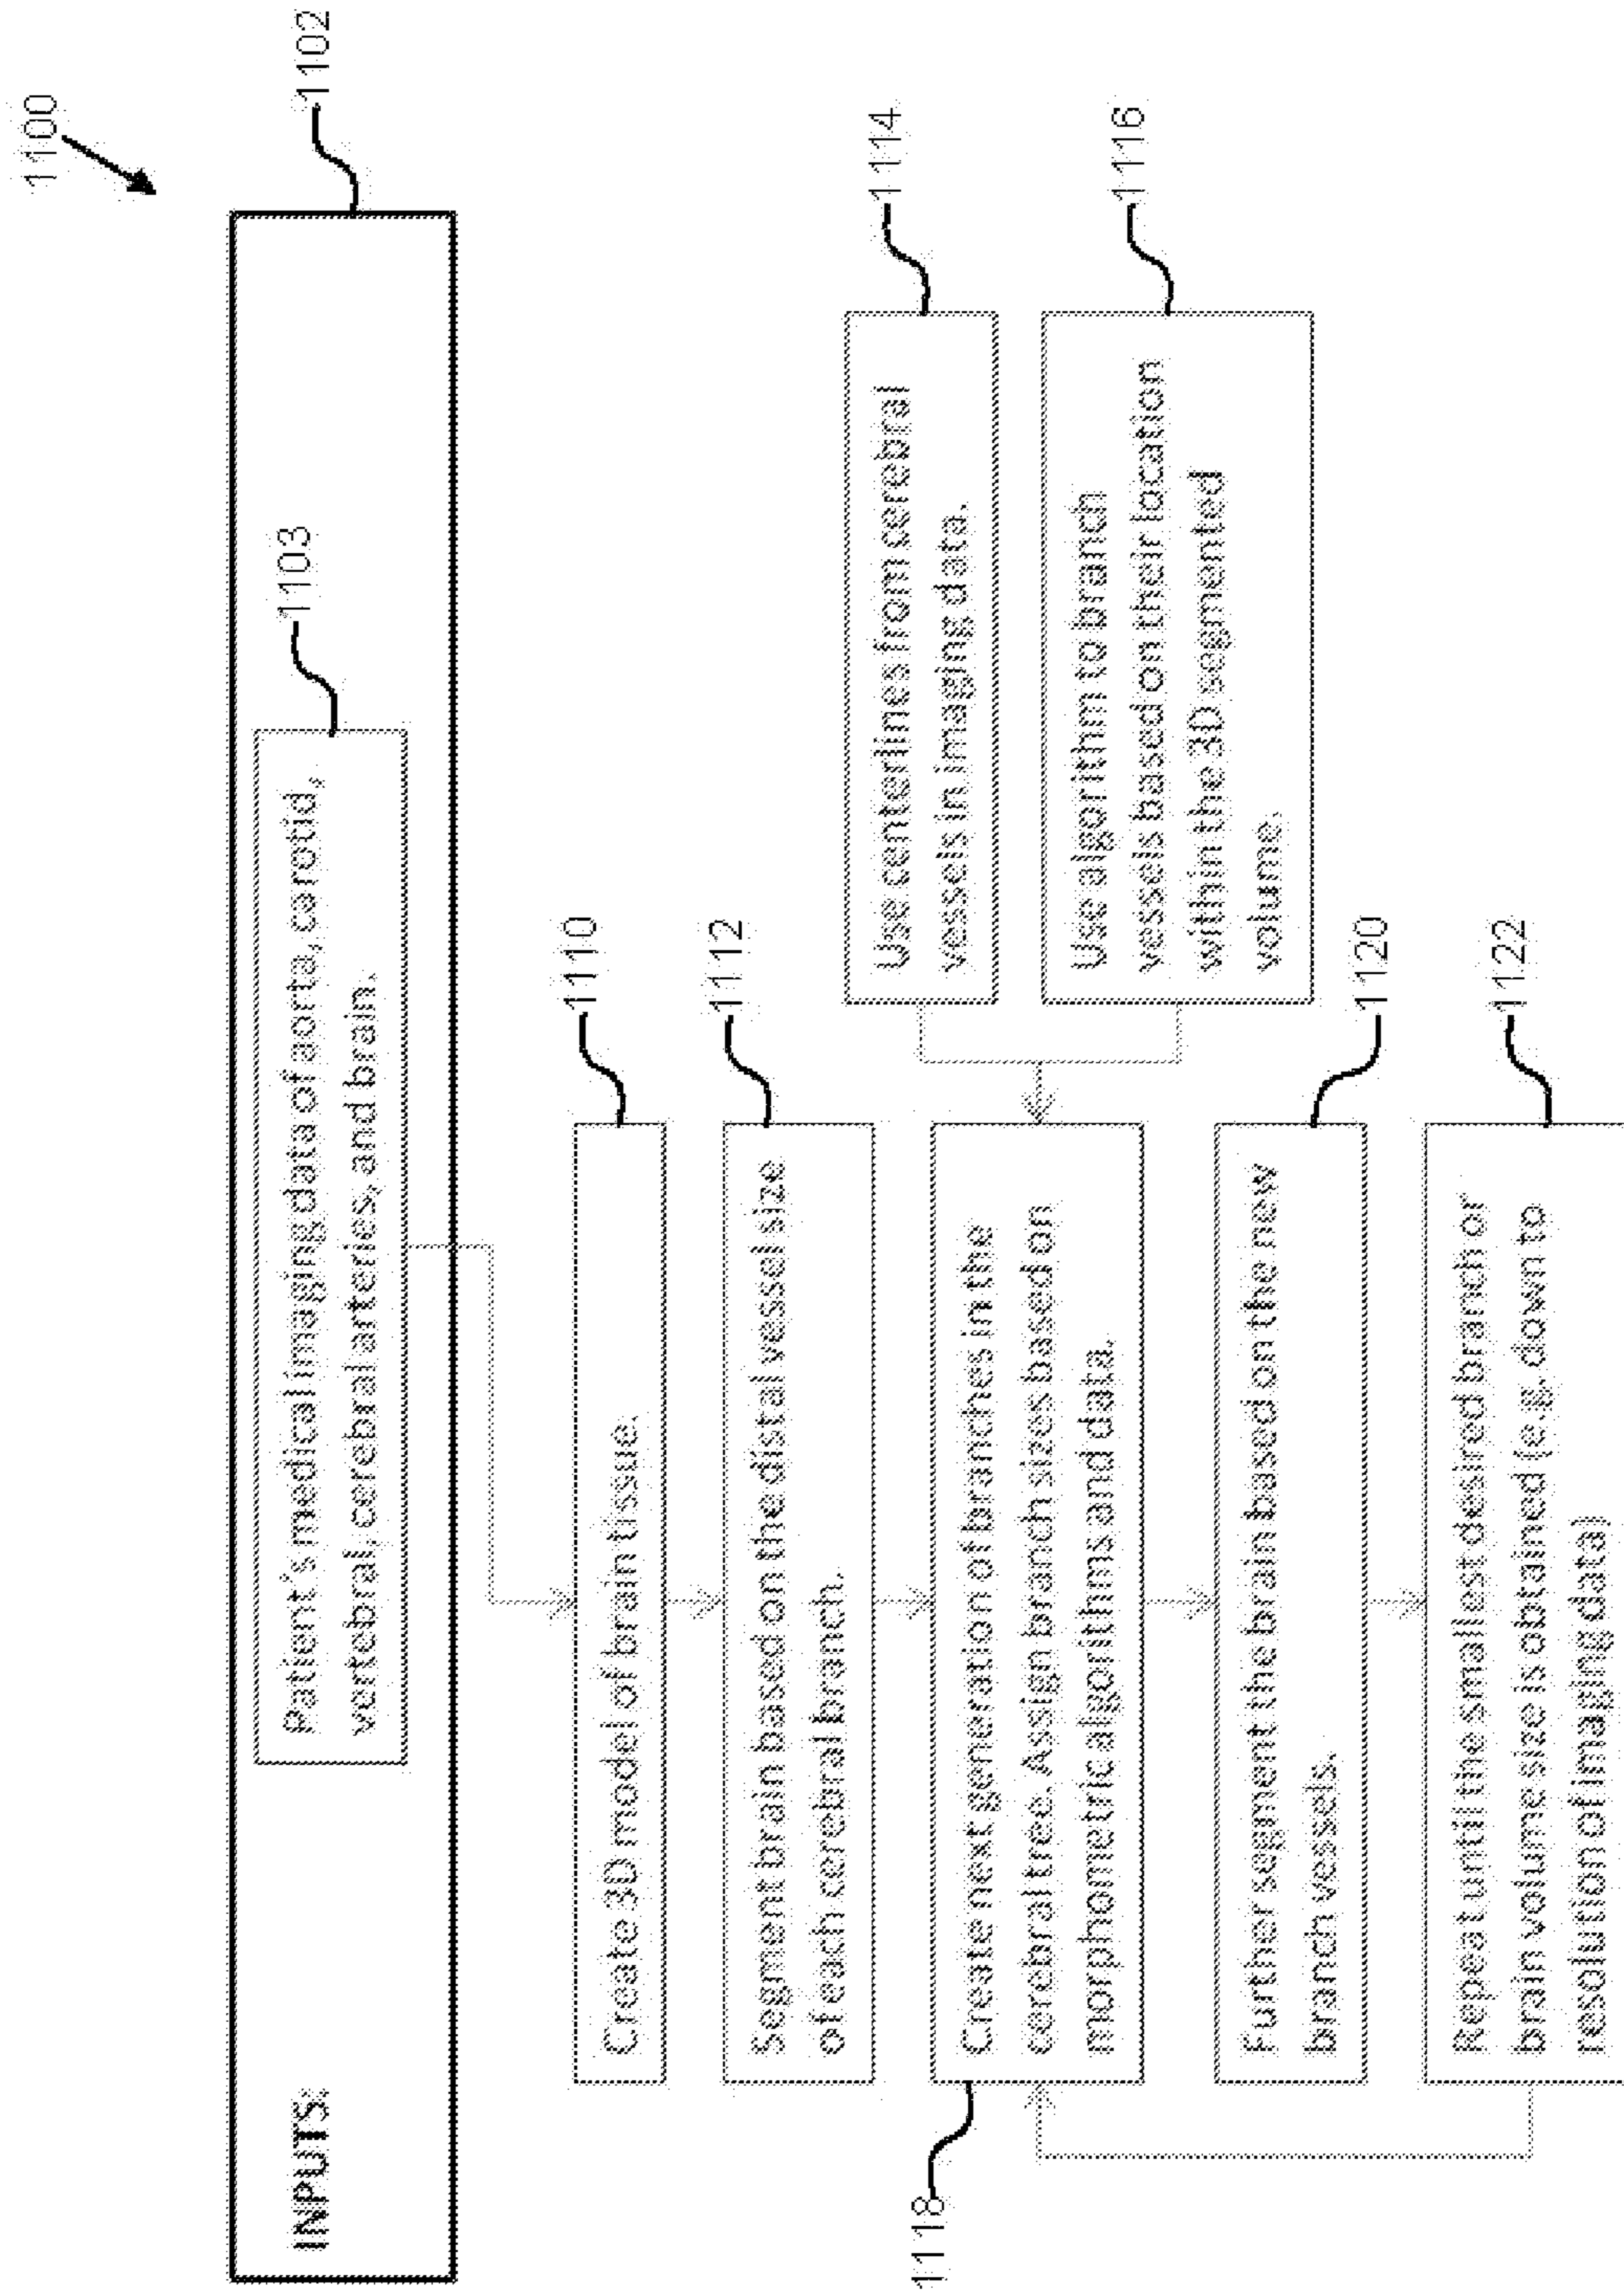 1100
INPUTS:
1102
1103
Patient's medical imaging data of aorta, carotid,
vertebral, cerebral arteries, and brain.
1110
Create 3D model of brain tissue.
1112
Segment brain based on the distal vessel size
of each cerebral branch.
1114
Use centerlines from cerebral
vessels in imaging data.
1116
Use algorithm to branch
vessels based on their location
within the 3D segmented
volume.
1118
Create next generation of branches in the
cerebral tree. Assign branch sizes based on
morphometric algorithms and data.
1120
Further segment the brain based on the new
branch vessels.
1122
Repeat until the smallest desired branch or
brain volume size is obtained (e.g. down to
resolution of imaging data)